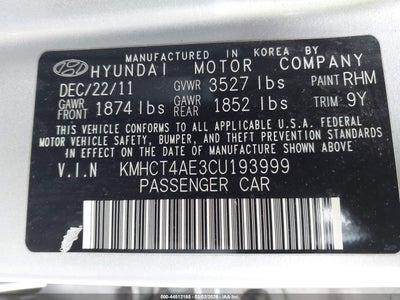 MANUFACTURED IN KOREA BY
HYUNDAI MOTOR COMPANY
DEC/22/11 GVWR 3527 lbs PAINT RHM
GAWR FRONT 1874 lbs GAWR REAR 1852 lbs TRIM 9Y
THIS VEHICLE CONFORMS TO ALL APPLICABLE FEDERAL
MOTOR VEHICLE SAFETY, BUMPER, AND THEFT PREVENTION
STANDARDS IN EFFECT ON THE DATE OF MANUFACTURE
SHOWN ABOVE
V.I.N KMHCT4AE3CU193999
PASSENGER CAR